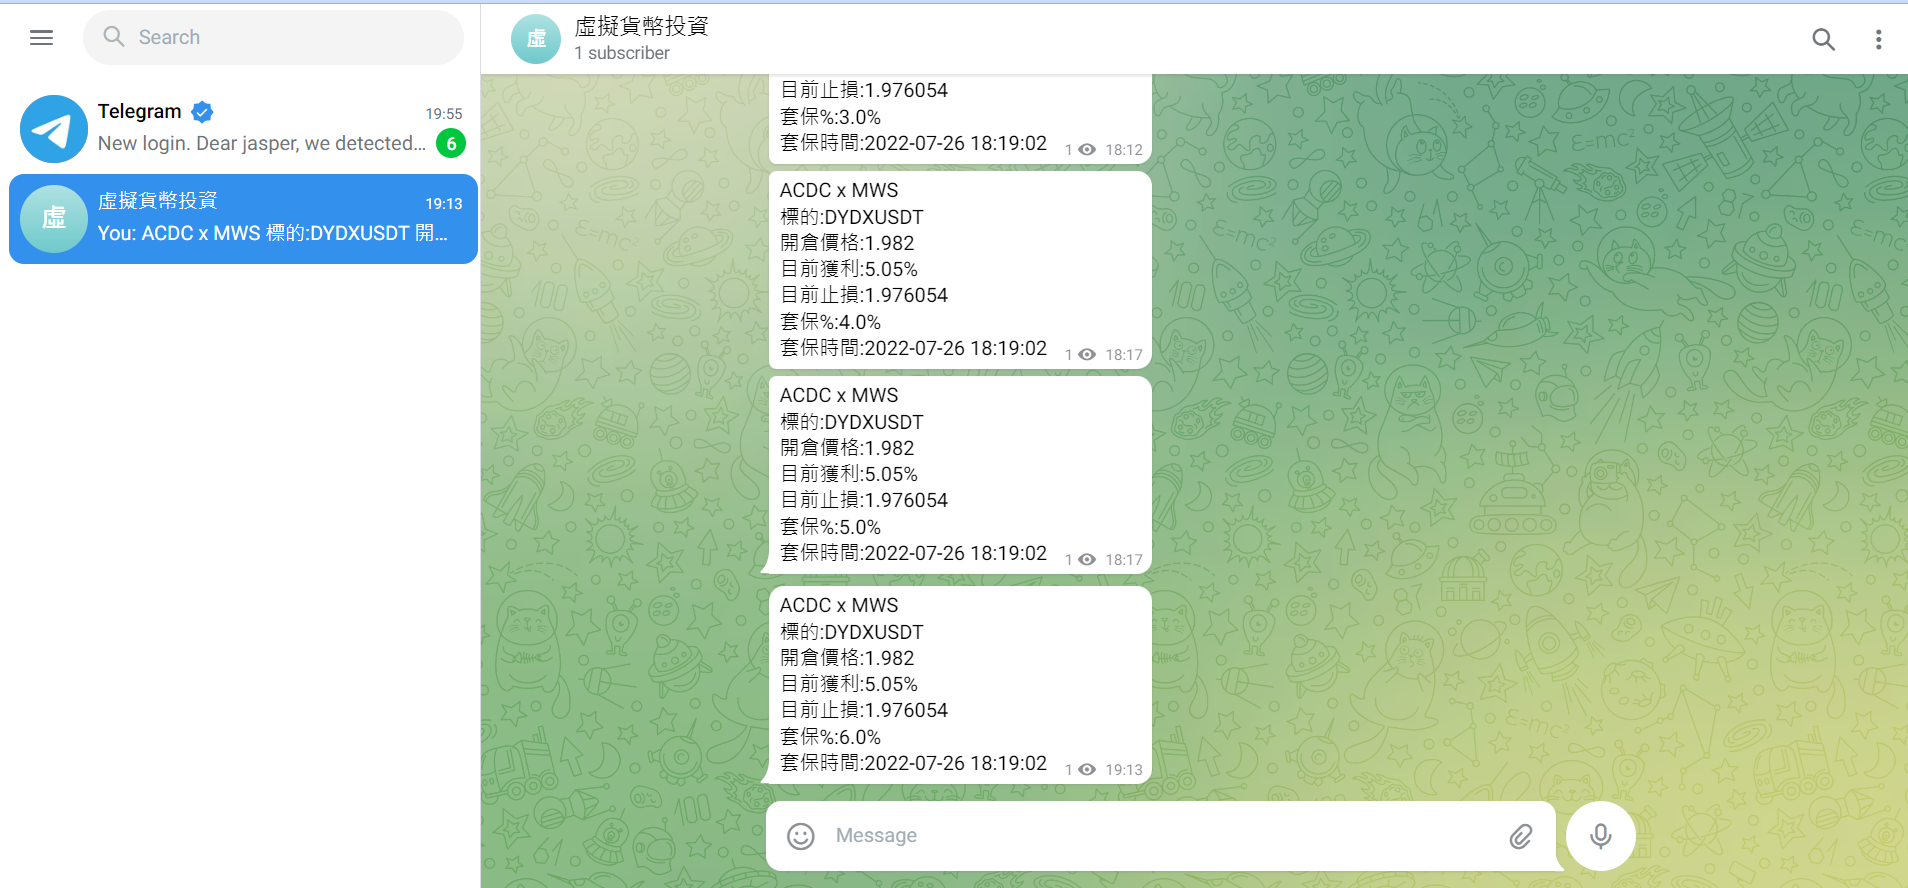 Search
Telegram
19:55
New login. Dear jasper, we detected...
6
虛
虛擬貨幣投資
19:13
You: ACDC x MWS 標的:DYDXUSDT 開...
虛
虛擬貨幣投資
1 subscriber
目前止損:1.976054
套保%:3.0%
套保時間:2022-07-26 18:19:02
1 18:12
ACDC x MWS
標的:DYDXUSDT
開倉價格:1.982
目前獲利:5.05%
目前止損:1.976054
套保%:4.0%
套保時間:2022-07-26 18:19:02
1 18:17
ACDC x MWS
標的:DYDXUSDT
開倉價格:1.982
目前獲利:5.05%
目前止損:1.976054
套保%:5.0%
套保時間:2022-07-26 18:19:02
1 18:17
ACDC x MWS
標的:DYDXUSDT
開倉價格:1.982
目前獲利:5.05%
目前止損:1.976054
套保%:6.0%
套保時間:2022-07-26 18:19:02
1 19:13
Message